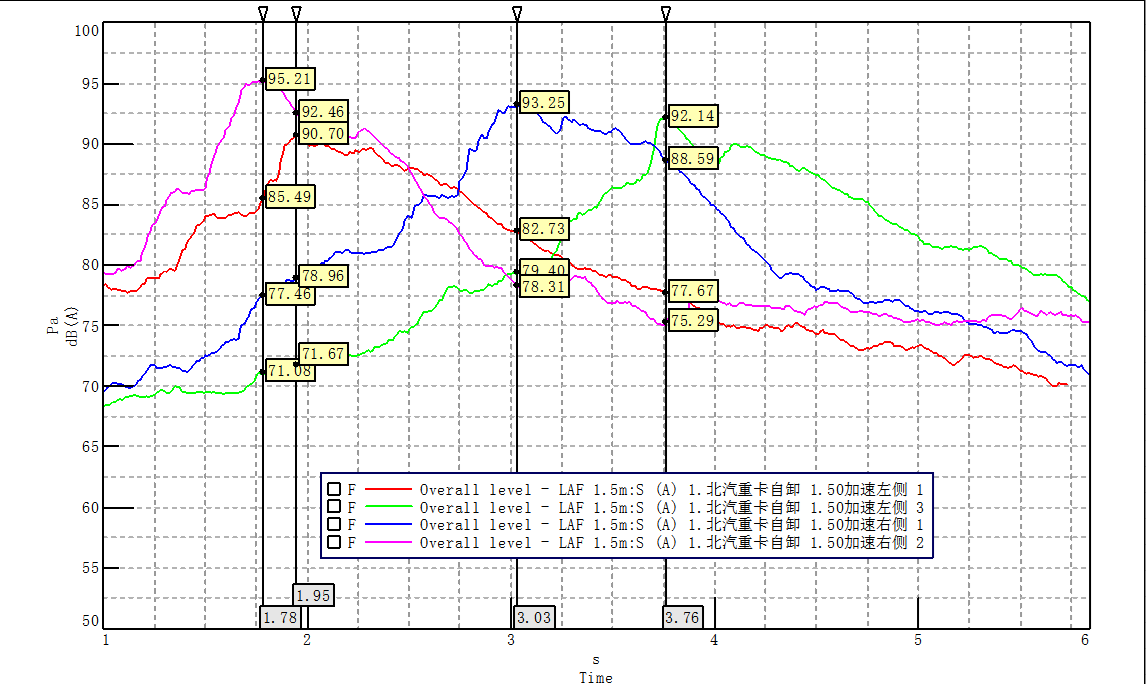 100
95
90
85
80
75
70
65
60
55
50
Pa
dB(A)
95.21
92.46
90.70
85.49
78.96
77.46
71.67
71.08
93.25
82.73
79.40
78.31
92.14
88.59
77.67
75.29
F Overall level - LAF 1.5m:S (A) 1.北汽重卡自卸 1.50加速左侧 1
F Overall level - LAF 1.5m:S (A) 1.北汽重卡自卸 1.50加速左侧 3
F Overall level - LAF 1.5m:S (A) 1.北汽重卡自卸 1.50加速右侧 1
F Overall level - LAF 1.5m:S (A) 1.北汽重卡自卸 1.50加速右侧 2
1.95
1.78 3.03 3.76
1 2 3 4 5 6
s
Time